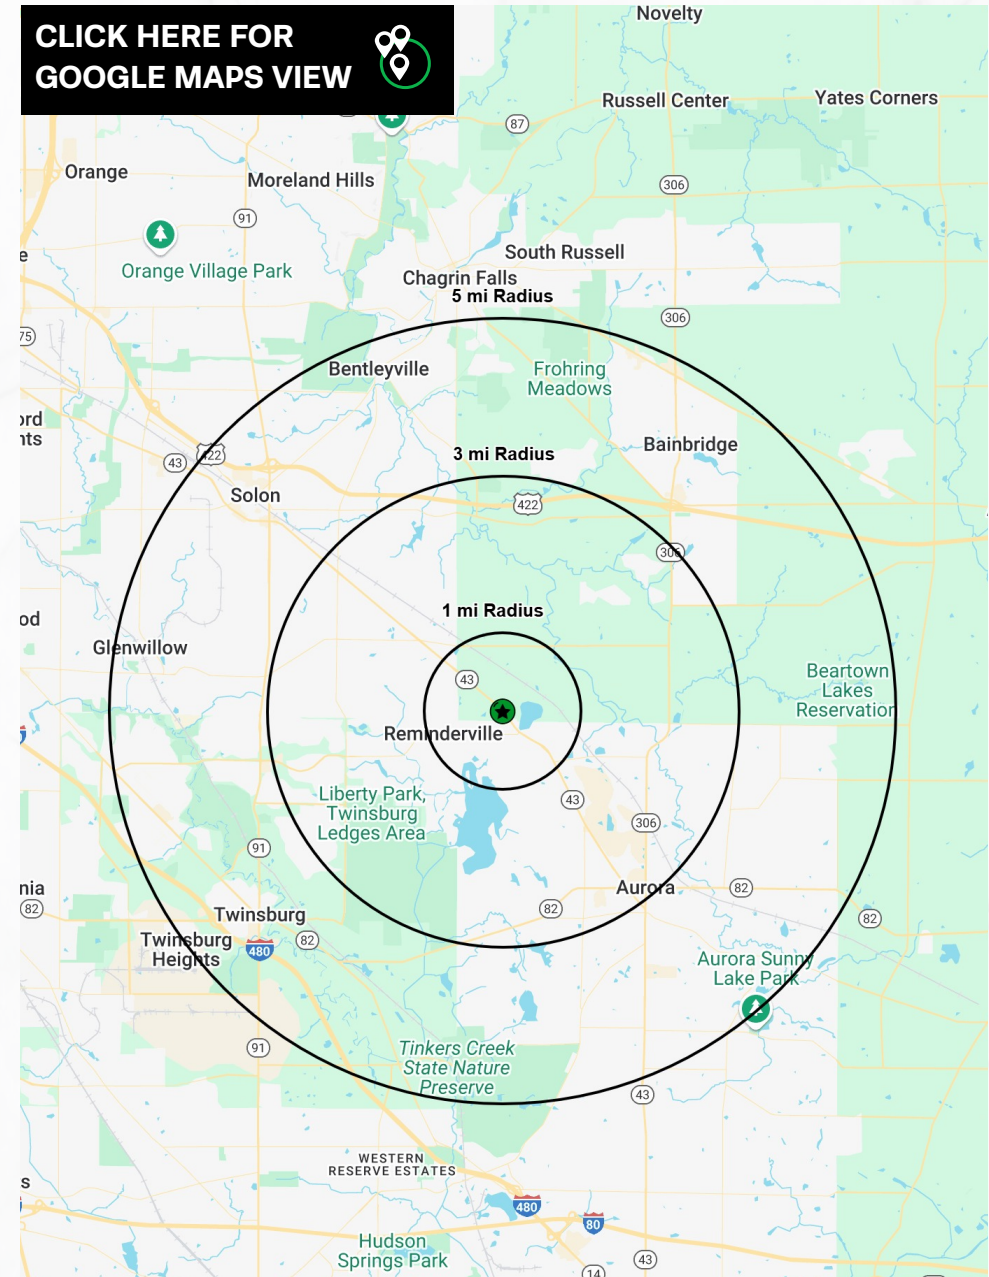 CLICK HERE FOR
GOOGLE MAPS VIEW
Novelty
Russell Center
Yates Corners
87
Orange
Moreland Hills
306
91
South Russell
Orange Village Park
Chagrin Falls
5 mi Radius
306
75
Bentleyville
Frohring
Meadows
43
422
Bainbridge
3 mi Radius
Solon
422
306
1 mi Radius
Glenwillow
43
Beartown
Lakes
Reservation
Reminderville
Liberty Park,
Twinsburg
Ledges Area
43
306
91
Aurora
82
82
82
82
Twinsburg
82
Twinsburg
Heights
480
Aurora Sunny
Lake Park
91
Tinkers Creek
State Nature
Preserve
43
WESTERN
RESERVE ESTATES
480
80
Hudson
Springs Park
43
14